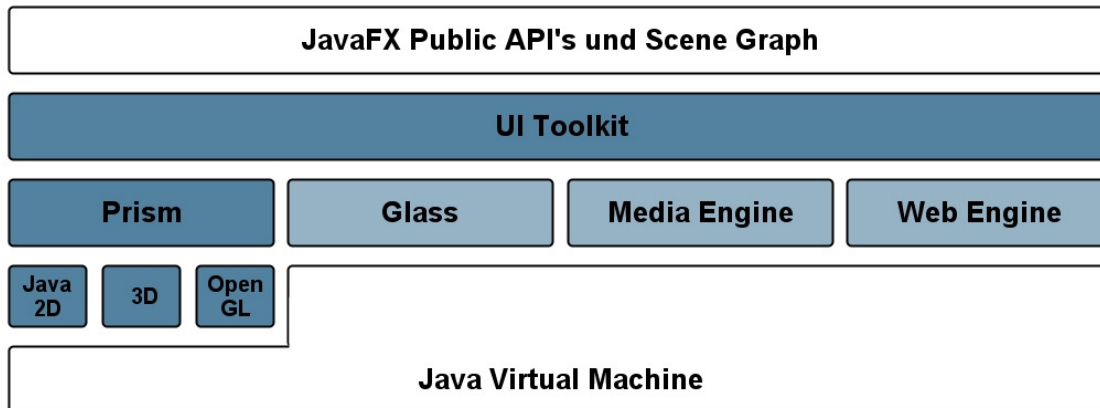 JavaFX Public API's und Scene Graph
UI Toolkit
Prism
Glass
Media Engine
Web Engine
Java
2D
3D
Open
GL
Java Virtual Machine